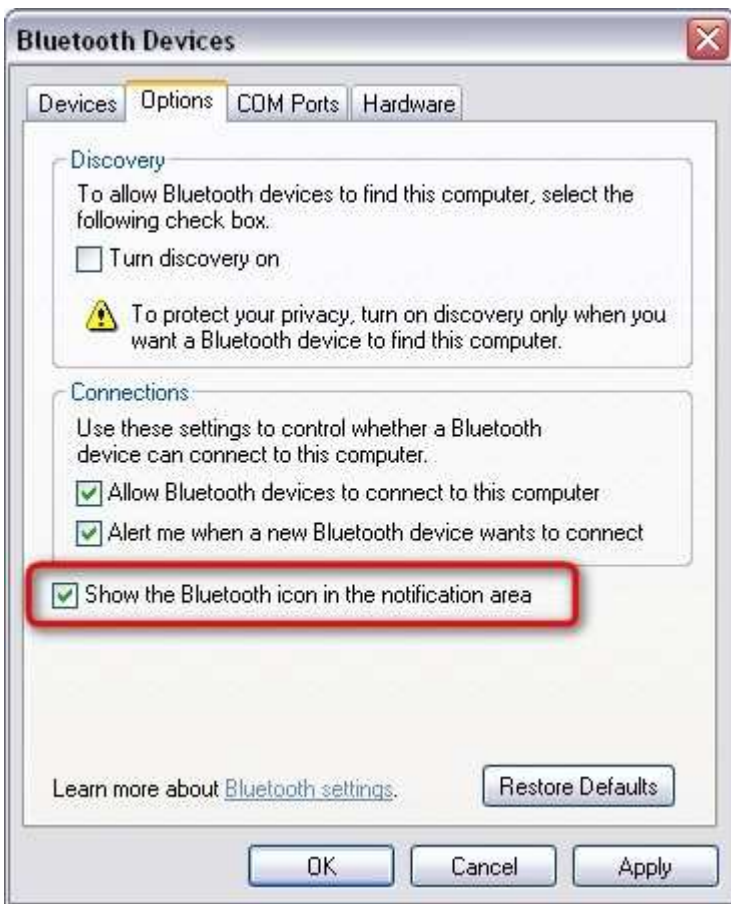 Bluetooth Devices
Devices
Options
COM Ports
Hardware
Discovery
To allow Bluetooth devices to find this computer, select the
following check box.
Turn discovery on
To protect your privacy, turn on discovery only when you
want a Bluetooth device to find this computer.
Connections
Use these settings to control whether a Bluetooth
device can connect to this computer.
Allow Bluetooth devices to connect to this computer
Alert me when a new Bluetooth device wants to connect
Show the Bluetooth icon in the notification area
Learn more about Bluetooth settings.
Restore Defaults
OK
Cancel
Apply